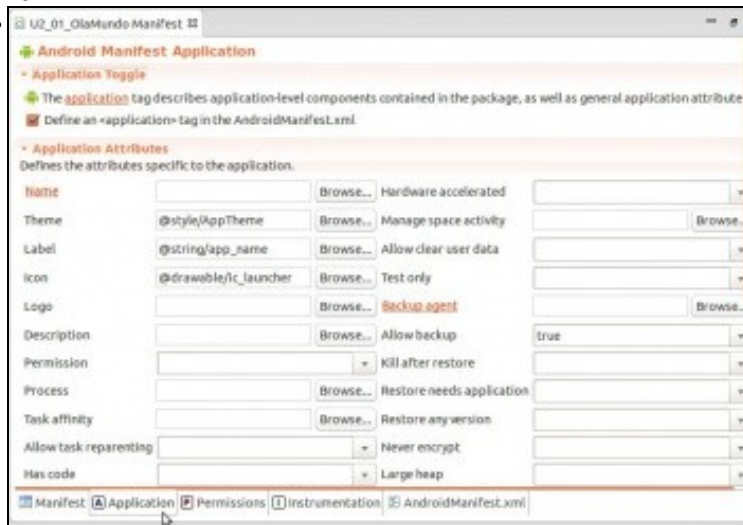 U2_01_OlaMundo Manifest
Android Manifest Application
Application Toggle
The application tag describes application-level components contained in the package, as well as general application attribute
Define an <application> tag in the AndroidManifest.xml
Application Attributes
Defines the attributes specific to the application.
Name Browse... Hardware accelerated
Theme @style/AppTheme Browse... Manage space activity Browse..
Label @string/app_name Browse... Allow clear user data
Icon @drawable/ic_launcher Browse... Test only
Logo Browse... Backup agent Browse..
Description Browse... Allow backup true
Permission Kill after restore
Process Browse... Restore needs application
Task affinity Browse... Restore any version
Allow task reparenting Never encrypt
Has code Large heap
Manifest A Application P Permissions I Instrumentation AndroidManifest.xml